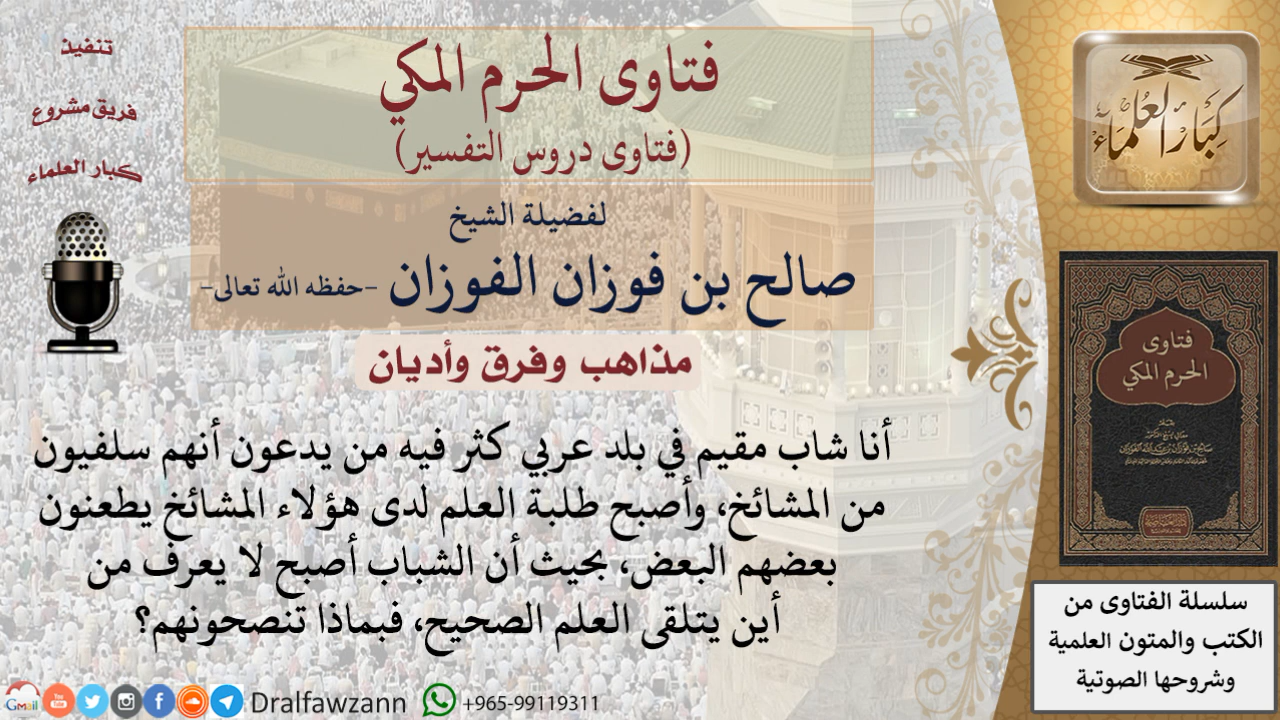 تنفيذ
فريق مشروع
كبار العلماء
فتاوى الحرم المكي
(فتاوى دروس التفسير)
لفضيلة الشيخ
صالح بن فوزان الفوزان -حفظه الله تعالى-
مذاهب وفرق وأديان
أنا شاب مقيم في بلد عربي كثر فيه من يدعون أنهم سلفيون
من المشائخ، وأصبح طلبة العلم لدى هؤلاء المشائخ يطعنون
بعضهم البعض، بحيث أن الشباب أصبح لا يعرف من
أين يتلقى العلم الصحيح، فبماذا تنصحونهم؟
كبار العلماء
فتاوى
الحرم المكي
سلسلة الفتاوى من
الكتب والمتون العلمية
وشروحها الصوتية
Gmail
Dralfawzann
+965-99119311